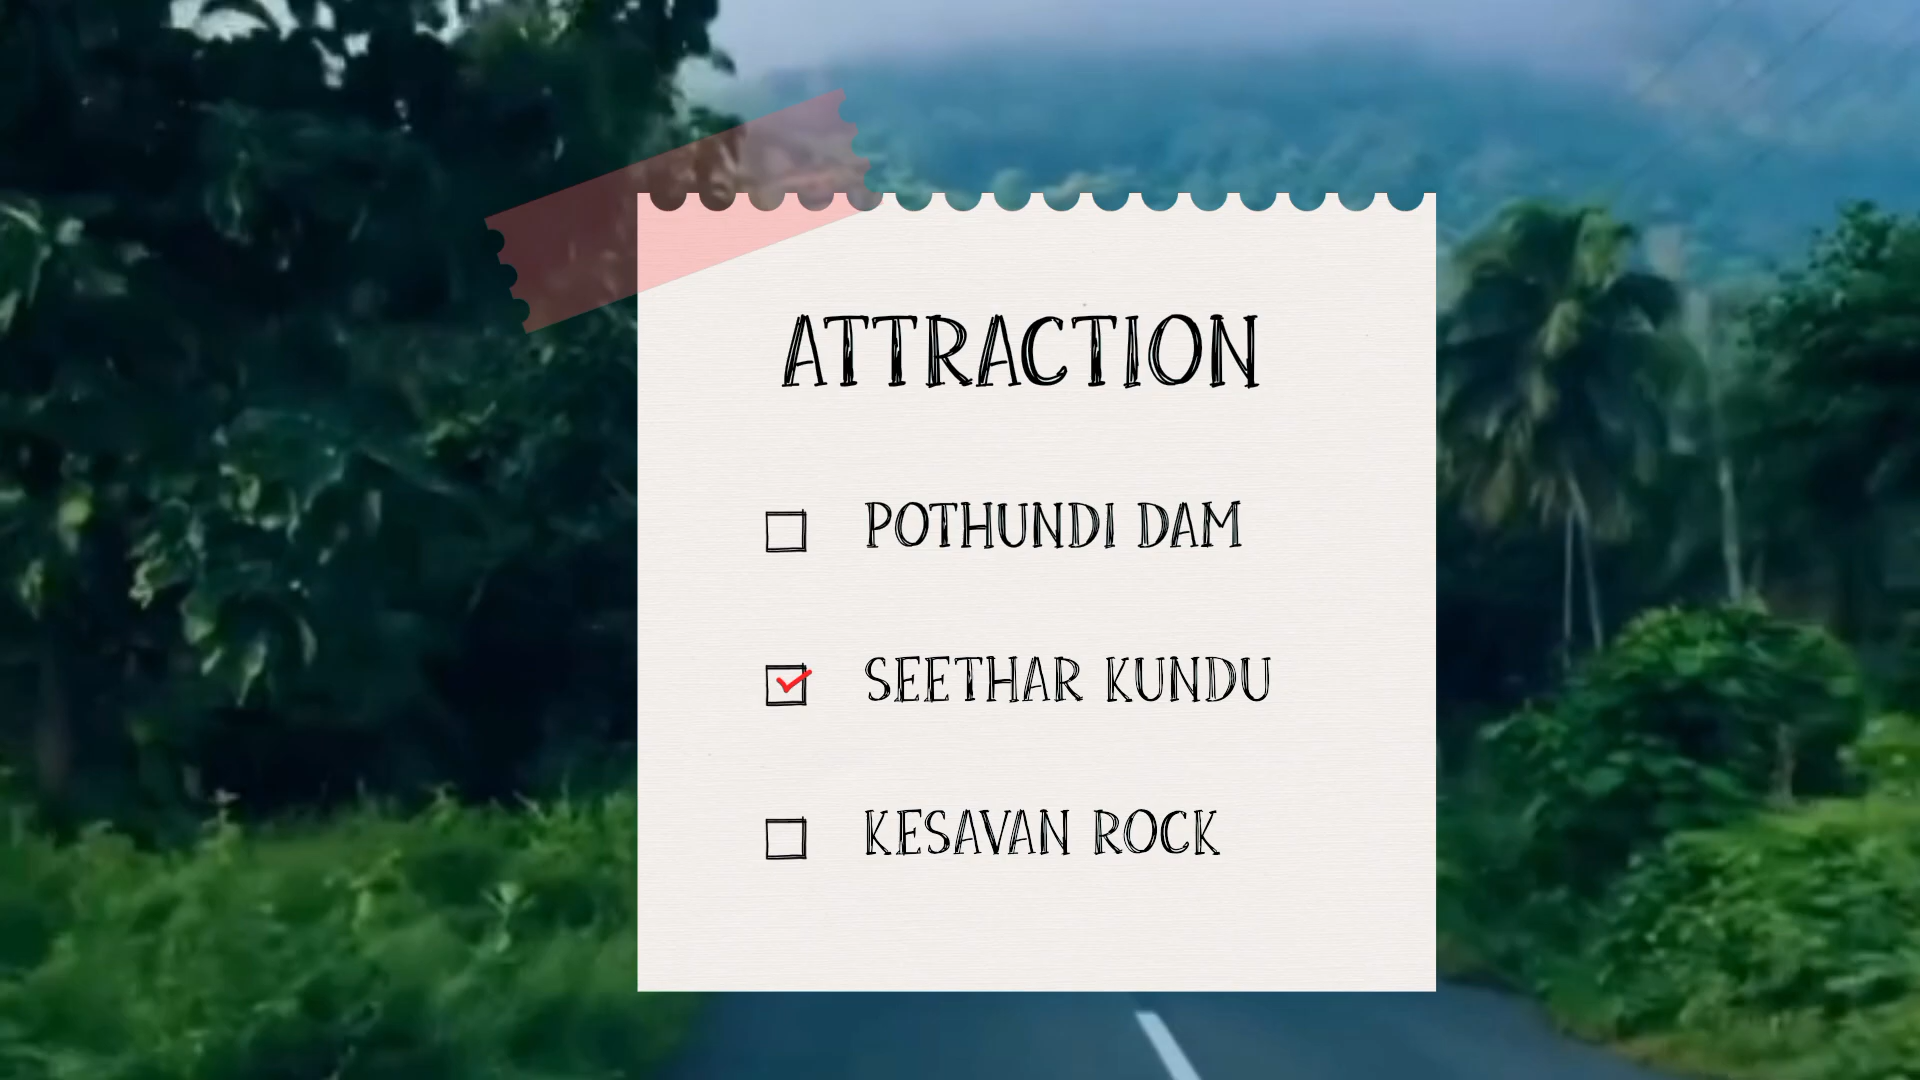 ATTRACTION
POTHUNDI DAM
SEETHAR KUNDU
KESAVAN ROCK